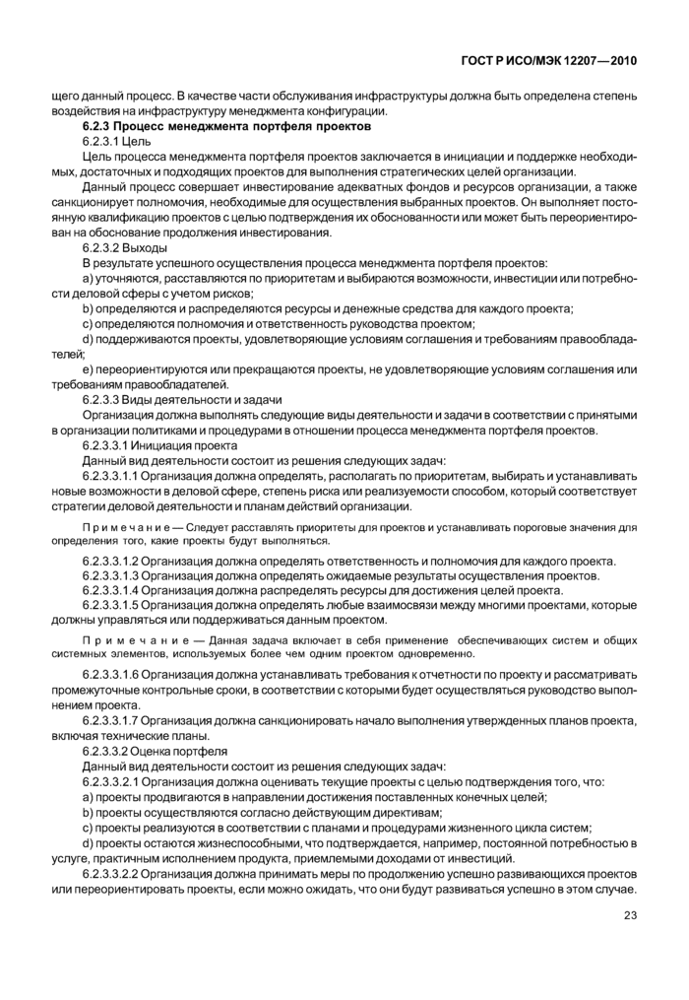 ГОСТ Р ИСО/МЭК 12207—2010
щего данный процесс. В качестве части обслуживания инфраструктуры должна быть определена степень
воздействия на инфраструктуру менеджмента конфигурации.
6.2.3 Процесс менеджмента портфеля проектов
6.2.3.1 Цель
Цель процесса менеджмента портфеля проектов заключается в инициации и поддержке необходи-
мых, достаточных и подходящих проектов для выполнения стратегических целей организации.
Данный процесс совершает инвестирование адекватных фондов и ресурсов организации, а также
санкционирует полномочия, необходимые для осуществления выбранных проектов. Он выполняет посто-
янную квалификацию проектов с целью подтверждения их обоснованности или может быть переориентиро-
ван на обоснование продолжения инвестирования.
6.2.3.2 Выходы
В результате успешного осуществления процесса менеджмента портфеля проектов:
a) уточняются, расставляются по приоритетам и выбираются возможности, инвестиции или потребно-
сти деловой сферы с учетом рисков;
b) определяются и распределяются ресурсы и денежные средства для каждого проекта;
c) определяются полномочия и ответственность руководства проектом;
d) поддерживаются проекты, удовлетворяющие условиям соглашения и требованиям правооблада-
телей;
e) переориентируются или прекращаются проекты, не удовлетворяющие условиям соглашения или
требованиям правообладателей.
6.2.3.3 Виды деятельности и задачи
Организация должна выполнять следующие виды деятельности и задачи в соответствии с принятыми
в организации политиками и процедурами в отношении процесса менеджмента портфеля проектов.
6.2.3.3.1 Инициация проекта
Данный вид деятельности состоит из решения следующих задач:
6.2.3.3.1.1 Организация должна определять, располагать по приоритетам, выбирать и устанавливать
новые возможности в деловой сфере, степень риска или реализуемости способом, который соответствует
стратегии деловой деятельности и планам действий организации.
П р и м е ч а н и е — Следует расставлять приоритеты для проектов и устанавливать пороговые значения для
определения того, какие проекты будут выполняться.
6.2.3.3.1.2 Организация должна определять ответственность и полномочия для каждого проекта.
6.2.3.3.1.3 Организация должна определять ожидаемые результаты осуществления проектов.
6.2.3.3.1.4 Организация должна распределять ресурсы для достижения целей проекта.
6.2.3.3.1.5 Организация должна определять любые взаимосвязи между многими проектами, которые
должны управляться или поддерживаться данным проектом.
П р и м е ч а н и е — Данная задача включает в себя применение обеспечивающих систем и общих
системных элементов, используемых более чем одним проектом одновременно.
6.2.3.3.1.6 Организация должна устанавливать требования к отчетности по проекту и рассматривать
промежуточные контрольные сроки, в соответствии с которыми будет осуществляться руководство выпол-
нением проекта.
6.2.3.3.1.7 Организация должна санкционировать начало выполнения утвержденных планов проекта,
включая технические планы.
6.2.3.3.2 Оценка портфеля
Данный вид деятельности состоит из решения следующих задач:
6.2.3.3.2.1 Организация должна оценивать текущие проекты с целью подтверждения того, что:
a) проекты продвигаются в направлении достижения поставленных конечных целей;
b) проекты осуществляются согласно действующим директивам;
c) проекты реализуются в соответствии с планами и процедурами жизненного цикла систем;
d) проекты остаются жизнеспособными, что подтверждается, например, постоянной потребностью в
услуге, практичным исполнением продукта, приемлемыми доходами от инвестиций.
6.2.3.3.2.2 Организация должна принимать меры по продолжению успешно развивающихся проектов
или переориентировать проекты, если можно ожидать, что они будут развиваться успешно в этом случае.
23